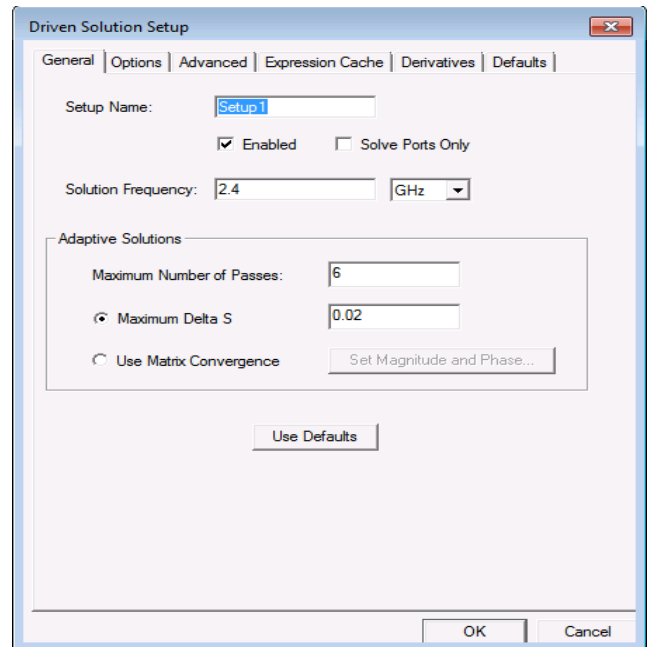 Driven Solution Setup
General Options Advanced Expression Cache Derivatives Defaults
Setup Name: Setup1
Enabled Solve Ports Only
Solution Frequency: 2.4 GHz
Adaptive Solutions
Maximum Number of Passes: 6
Maximum Delta S 0.02
Use Matrix Convergence Set Magnitude and Phase...
Use Defaults
OK Cancel